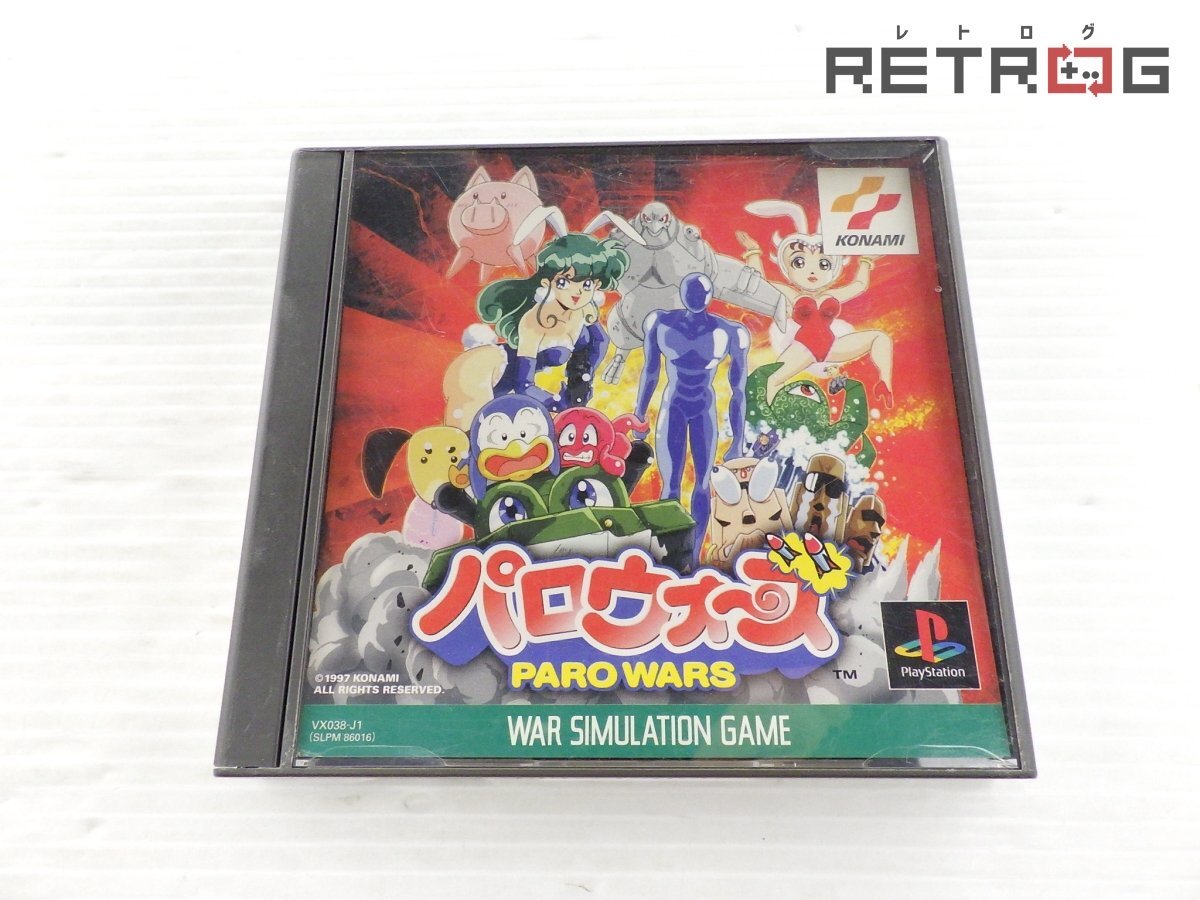 レトログ
RETROG
KONAMI
パロウォーズ
PARO WARS
TM
©1997 KONAMI
ALL RIGHTS RESERVED.
PlayStation
VX038-J1
(SLPM 86016)
WAR SIMULATION GAME